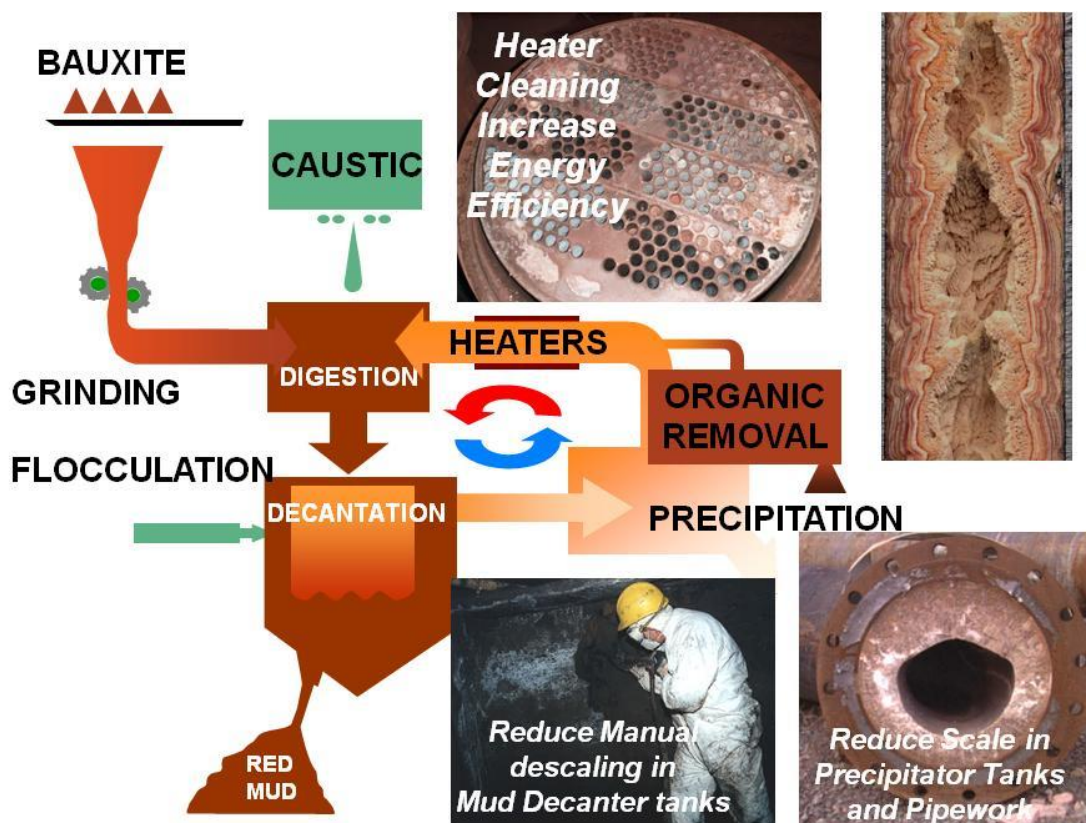 BAUXITE
CAUSTIC
Heater
Cleaning
Increase
Energy
Efficiency
HEATERS
DIGESTION
GRINDING
ORGANIC
REMOVAL
FLOCCULATION
DECANTATION
PRECIPITATION
RED
MUD
Reduce Manual
descaling in
Mud Decanter tanks
Reduce Scale in
Precipitator Tanks
and Pipework